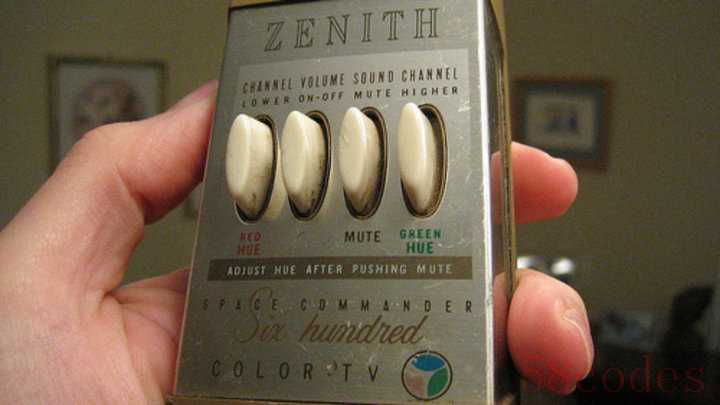 ZENITH
CHANNEL VOLUME SOUND CHANNEL
LOWER ON-OFF MUTE HIGHER
RED HUE MUTE GREEN HUE
ADJUST HUE AFTER PUSHING MUTE
SPACE COMMANDER
Six hundred
COLOR TV